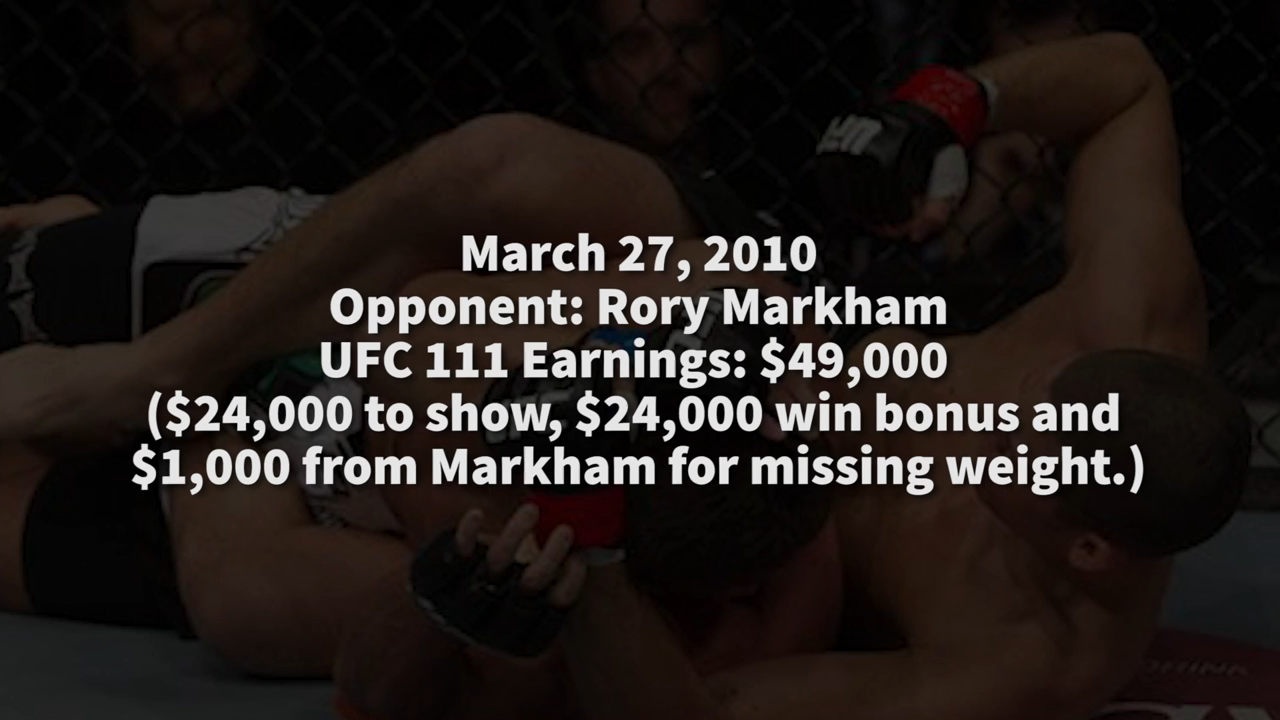 March 27, 2010
Opponent: Rory Markham
UFC 111 Earnings: $49,000
($24,000 to show, $24,000 win bonus and
$1,000 from Markham for missing weight.)